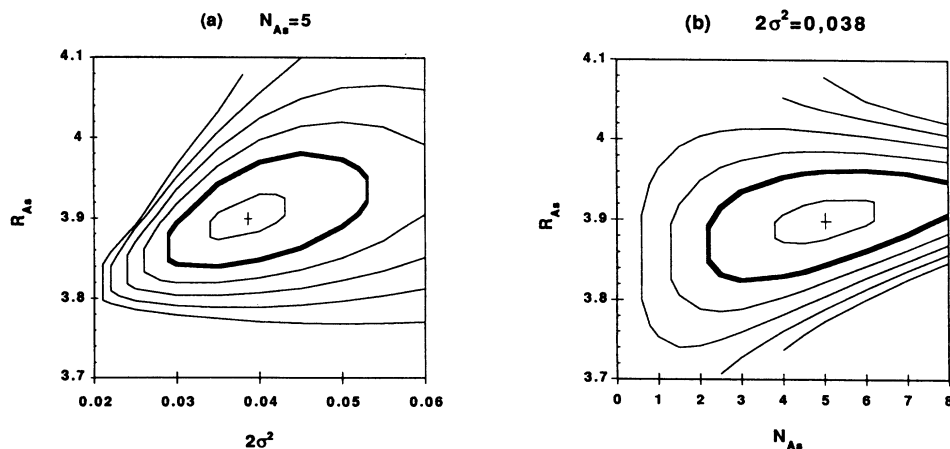 (a) N_As=5
4.1
4
3.9
3.8
3.7
R_As
0.02 0.03 0.04 0.05 0.06
2σ²
(b) 2σ²=0,038
4.1
4
3.9
3.8
3.7
R_As
0 1 2 3 4 5 6 7 8
N_As